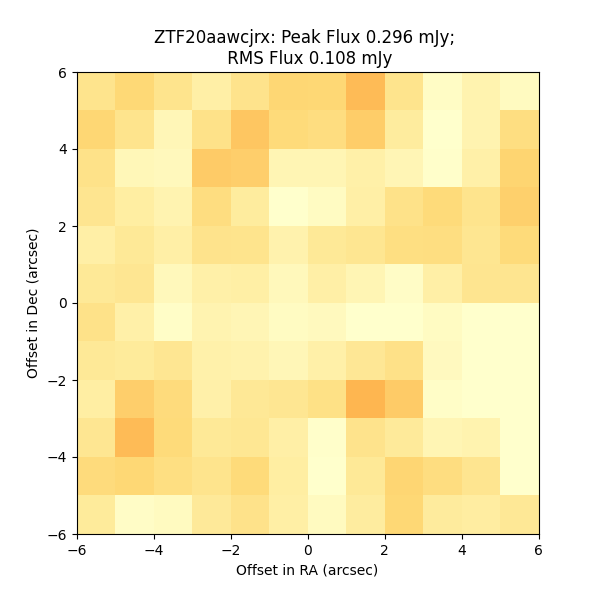 ZTF20aawcjrx: Peak Flux 0.296 mJy;
RMS Flux 0.108 mJy
6
4
2
0
−2
−4
−6
Offset in Dec (arcsec)
−6 −4 −2 0 2 4 6
Offset in RA (arcsec)